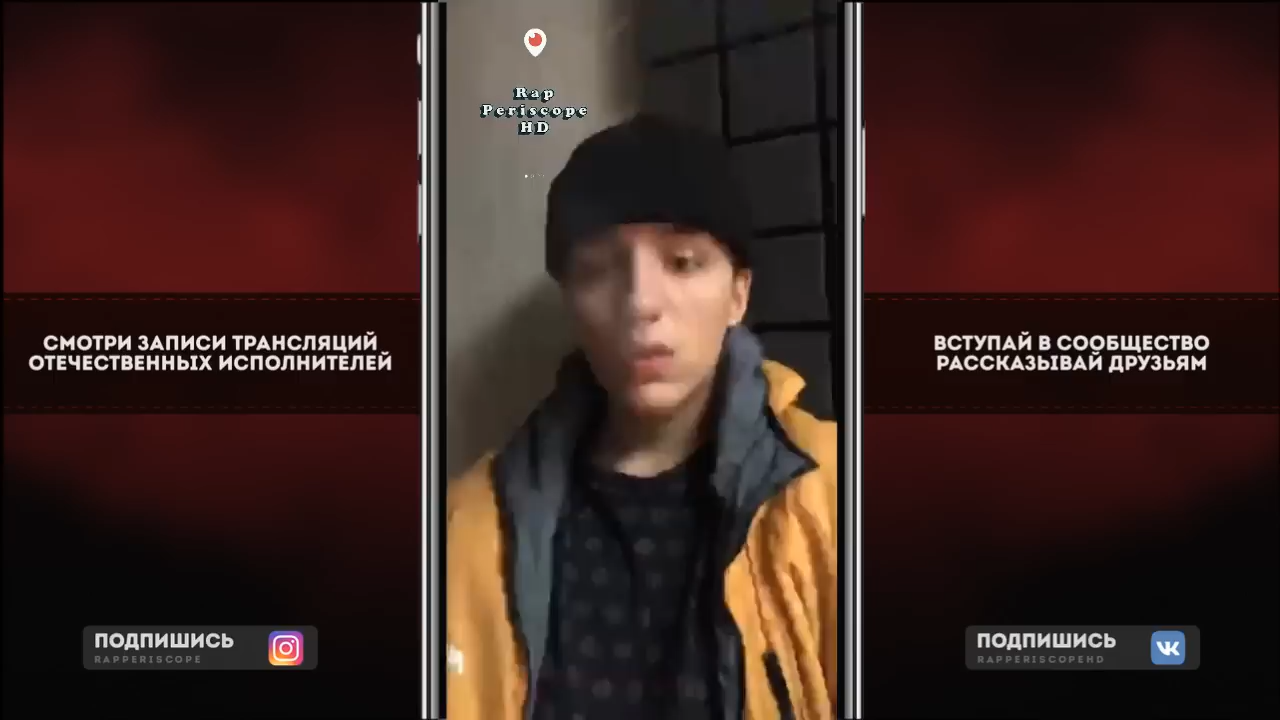 Rap
Periscope
HD
СМОТРИ ЗАПИСИ ТРАНСЛЯЦИЙ
ОТЕЧЕСТВЕННЫХ ИСПОЛНИТЕЛЕЙ
ВСТУПАЙ В СООБЩЕСТВО
РАССКАЗЫВАЙ ДРУЗЬЯМ
ПОДПИШИСЬ
RAPPERISCOPE
ПОДПИШИСЬ
RAPPERISCOPEHD